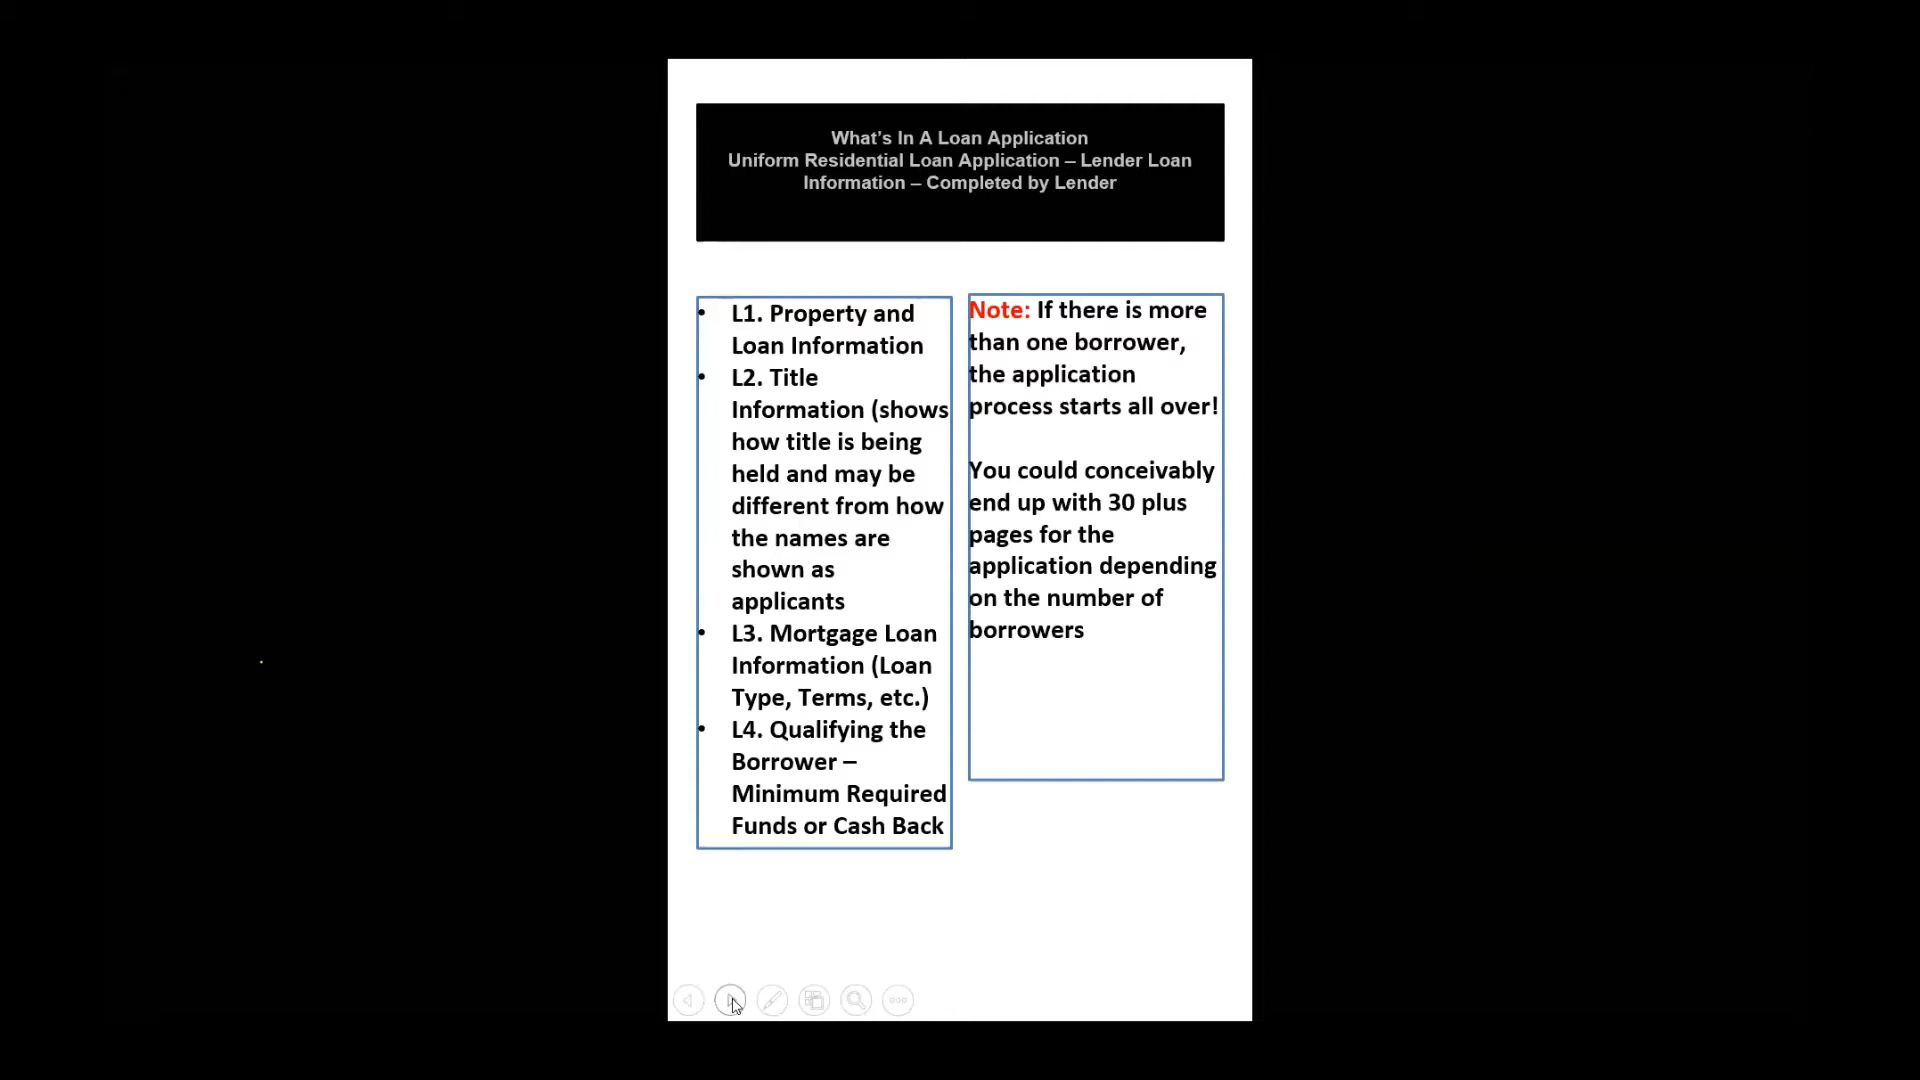 What's In A Loan Application
Uniform Residential Loan Application – Lender Loan
Information – Completed by Lender
• L1. Property and
Loan Information
• L2. Title
Information (shows
how title is being
held and may be
different from how
the names are
shown as
applicants
• L3. Mortgage Loan
Information (Loan
Type, Terms, etc.)
• L4. Qualifying the
Borrower –
Minimum Required
Funds or Cash Back
Note: If there is more
than one borrower,
the application
process starts all over!
You could conceivably
end up with 30 plus
pages for the
application depending
on the number of
borrowers